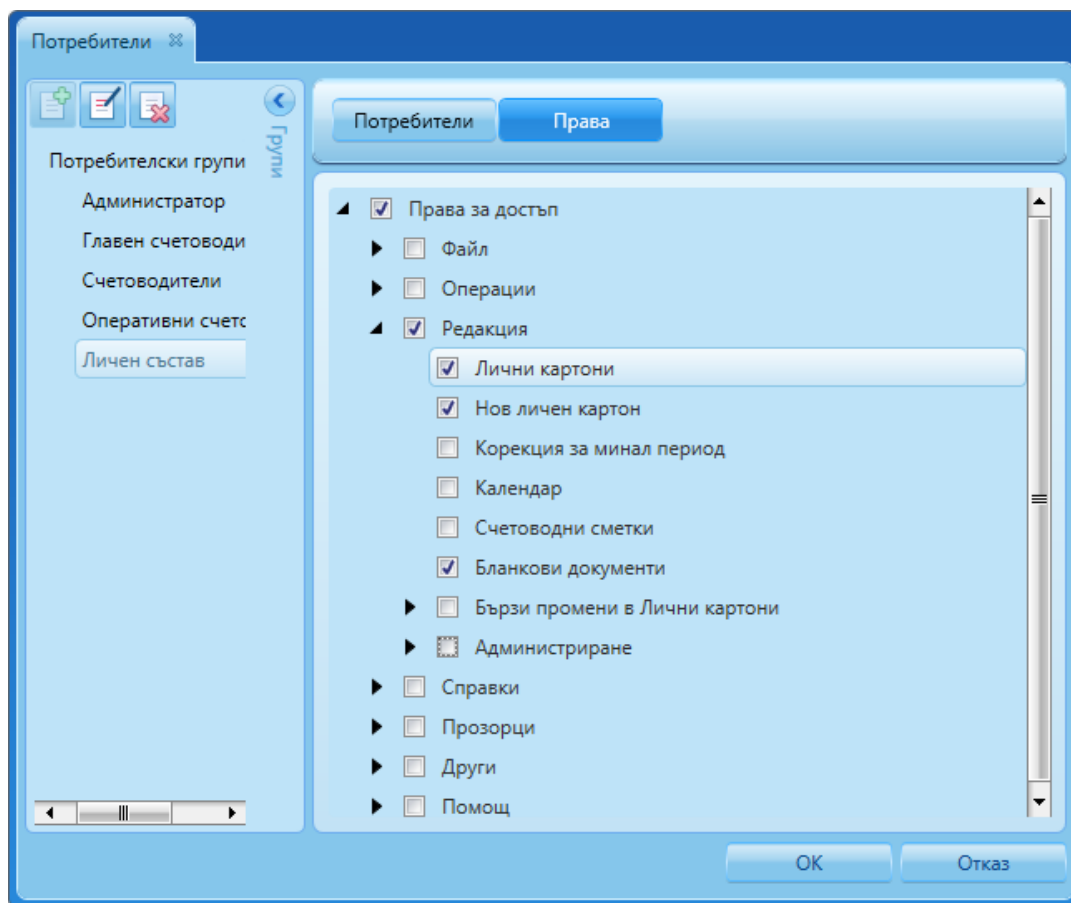 Потребители
Групи
Потребителски групи
Администратор
Главен счетоводи
Счетоводители
Оперативни счетс
Личен състав
Потребители
Права
Права за достъп
Файл
Операции
Редакция
Лични картони
Нов личен картон
Корекция за минал период
Календар
Счетоводни сметки
Бланкови документи
Бързи промени в Лични картони
Администриране
Справки
Прозорци
Други
Помощ
OK
Отказ